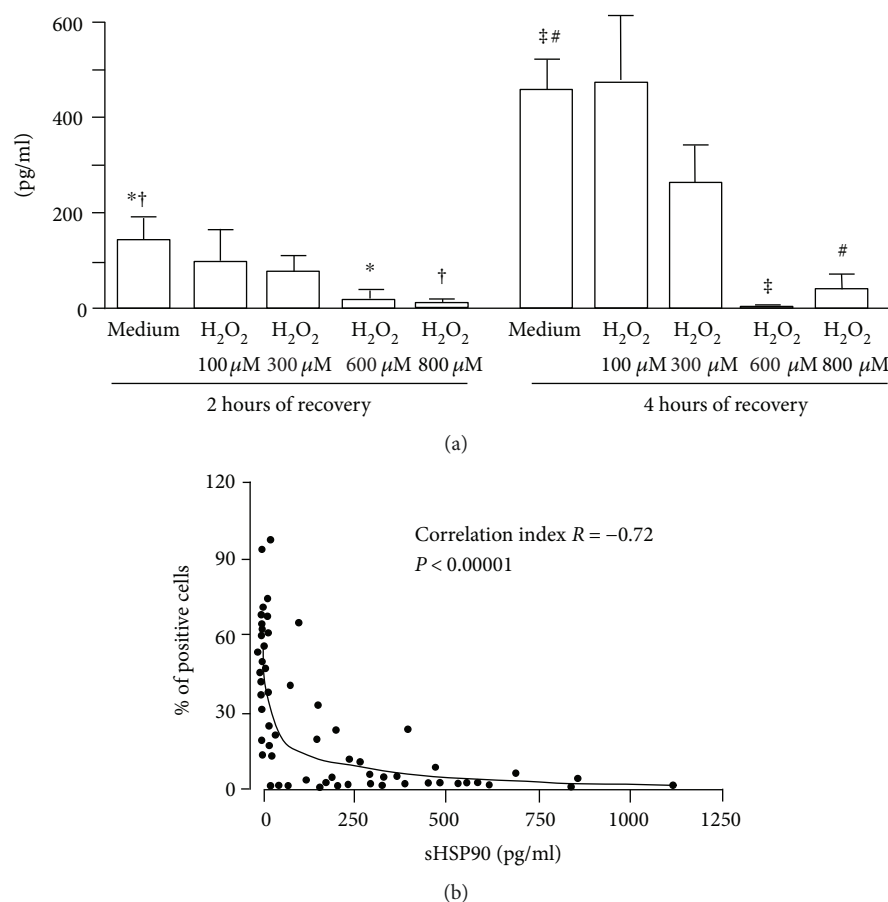 600
400
200
0
(pg/ml)
*†
*
†
‡ #
‡
#
Medium H₂O₂ H₂O₂ H₂O₂ H₂O₂ Medium H₂O₂ H₂O₂ H₂O₂ H₂O₂
100 μM 300 μM 600 μM 800 μM 100 μM 300 μM 600 μM 800 μM
2 hours of recovery 4 hours of recovery
(a)
120
90
60
30
0
% of positive cells
Correlation index R = −0.72
P < 0.00001
0 250 500 750 1000 1250
sHSP90 (pg/ml)
(b)